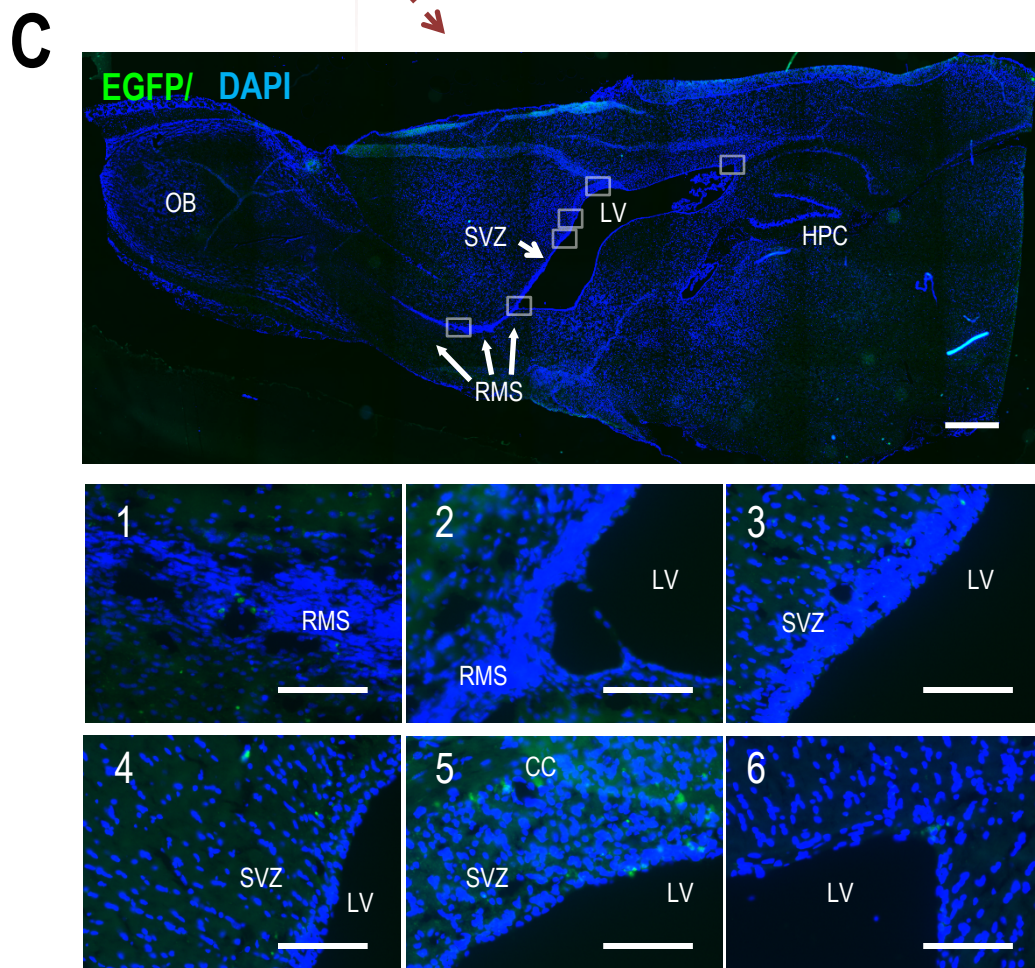 C
EGFP/ DAPI
OB
SVZ
LV
HPC
RMS
1
RMS
2
LV
RMS
3
LV
SVZ
4
SVZ
LV
5
CC
SVZ
LV
6
LV